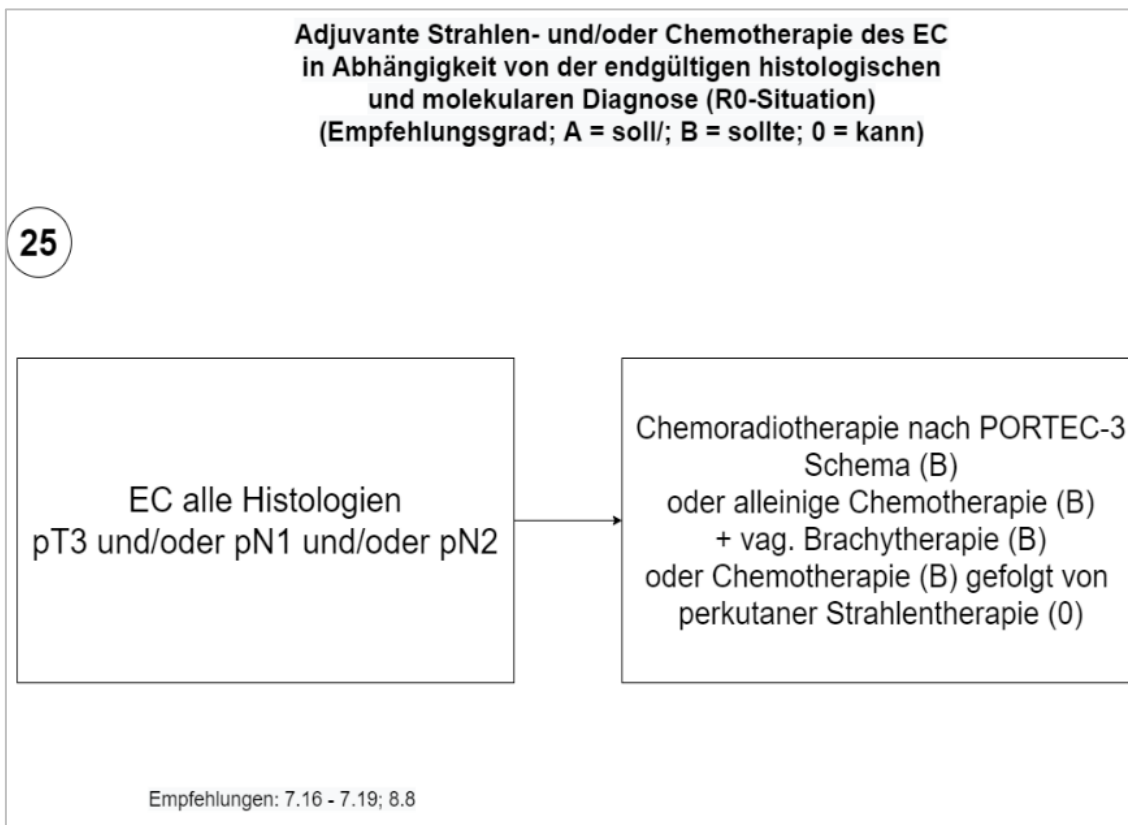 Adjuvante Strahlen- und/oder Chemotherapie des EC
in Abhängigkeit von der endgültigen histologischen
und molekularen Diagnose (R0-Situation)
(Empfehlungsgrad; A = soll/; B = sollte; 0 = kann)
25
EC alle Histologien
pT3 und/oder pN1 und/oder pN2
Chemoradiotherapie nach PORTEC-3
Schema (B)
oder alleinige Chemotherapie (B)
+ vag. Brachytherapie (B)
oder Chemotherapie (B) gefolgt von
perkutaner Strahlentherapie (0)
Empfehlungen: 7.16 - 7.19; 8.8